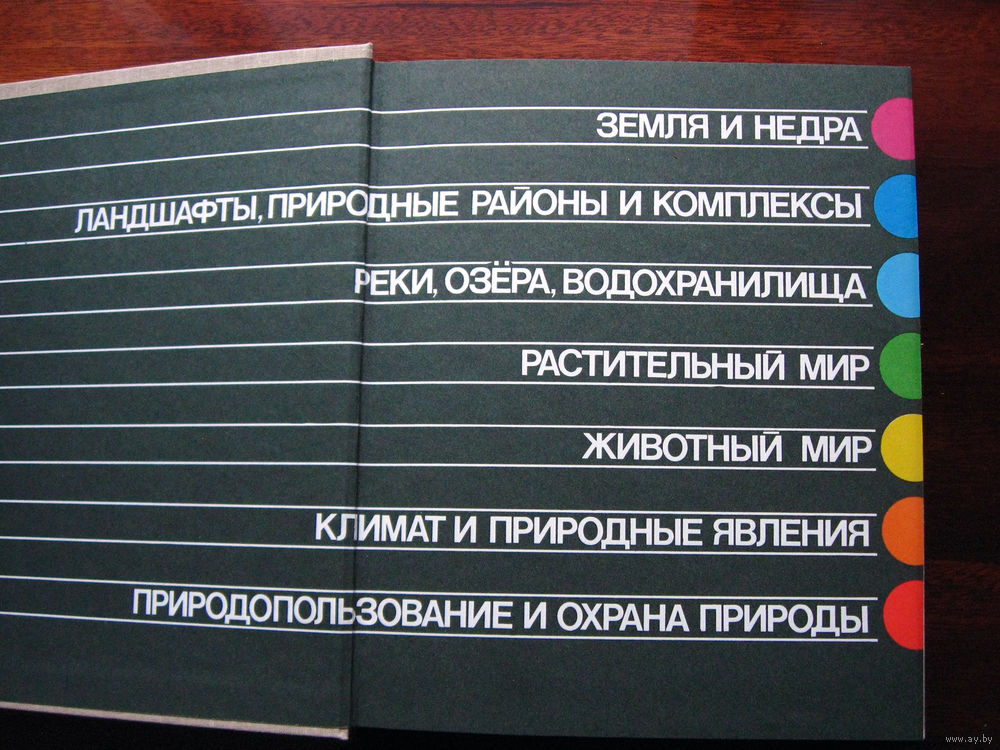 ЗЕМЛЯ И НЕДРА
ЛАНДШАФТЫ, ПРИРОДНЫЕ РАЙОНЫ И КОМПЛЕКСЫ
РЕКИ, ОЗЁРА, ВОДОХРАНИЛИЩА
РАСТИТЕЛЬНЫЙ МИР
ЖИВОТНЫЙ МИР
КЛИМАТ И ПРИРОДНЫЕ ЯВЛЕНИЯ
ПРИРОДОПОЛЬЗОВАНИЕ И ОХРАНА ПРИРОДЫ
www.ay.by